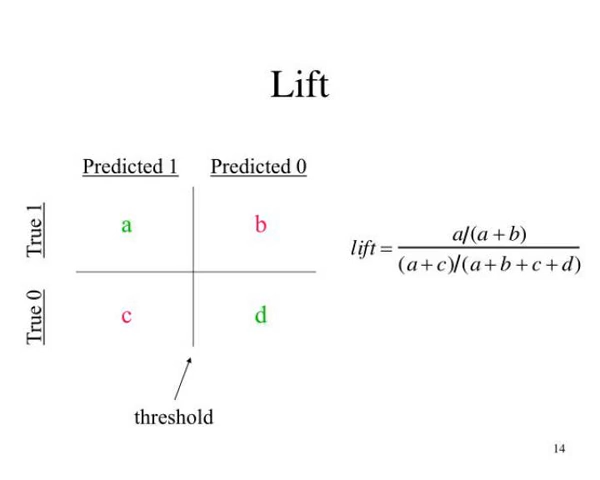 Lift
Predicted 1 Predicted 0
True 1 a b
lift = a/(a + b) / (a+c)/(a+b+c+d)
True 0 c d
threshold
14